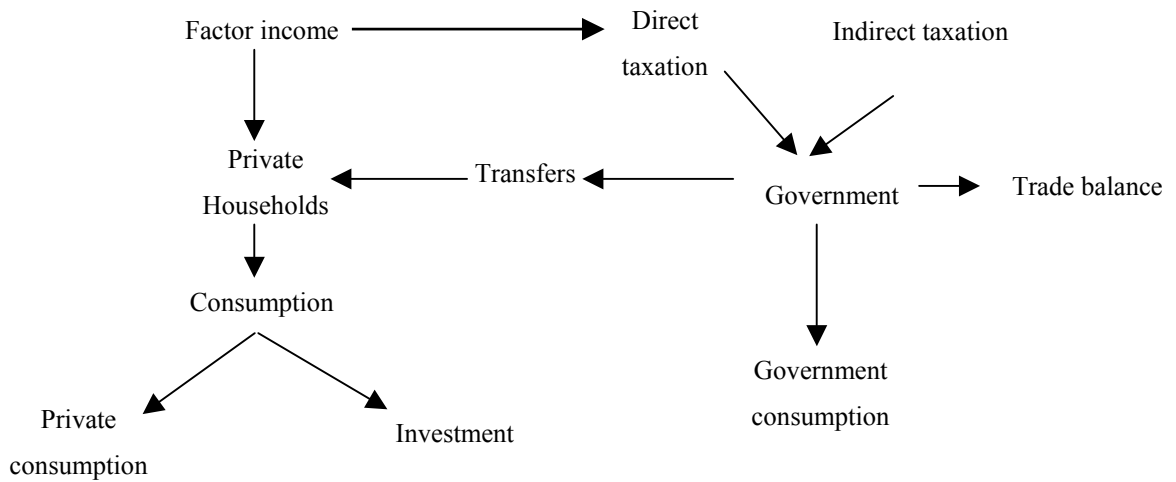 Factor income
Direct
taxation
Indirect taxation
Private
Households
Transfers
Government
Trade balance
Consumption
Government
consumption
Private
consumption
Investment